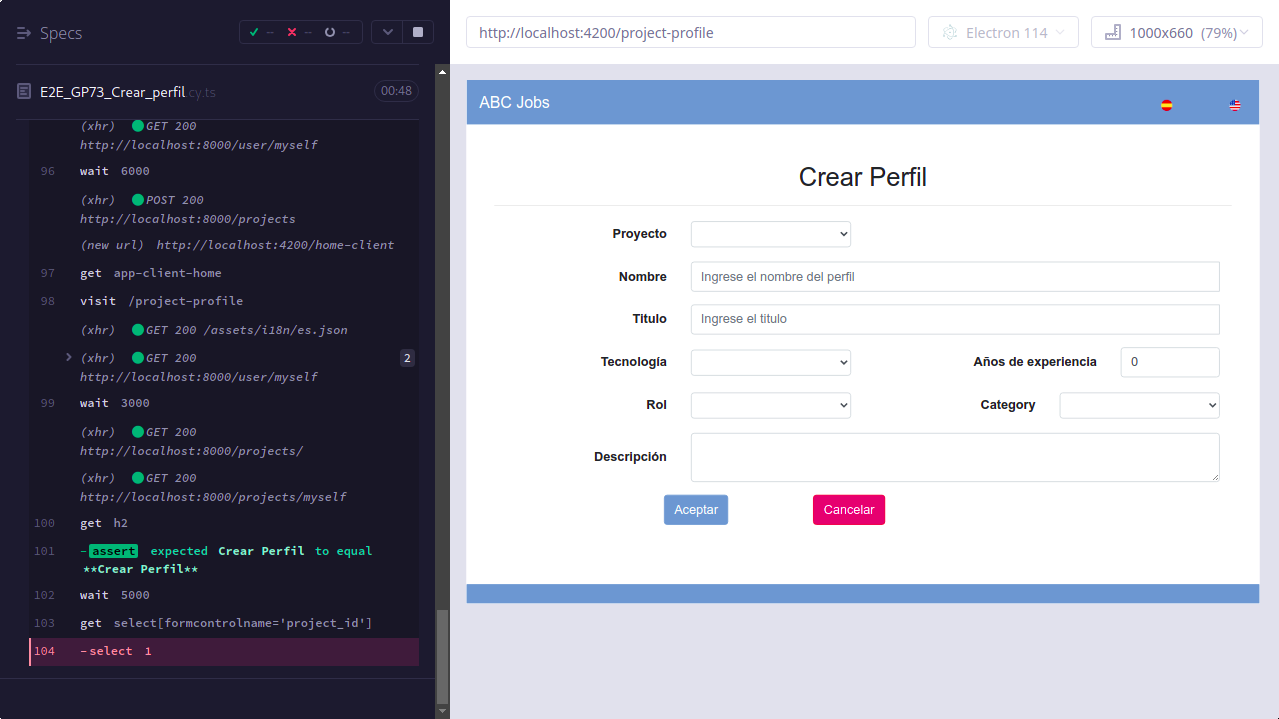 Specs
-- -- --
E2E_GP73_Crear_perfil.cy.ts 00:48
(xhr) GET 200
http://localhost:8000/user/myself
96 wait 6000
(xhr) POST 200
http://localhost:8000/projects
(new url) http://localhost:4200/home-client
97 get app-client-home
98 visit /project-profile
(xhr) GET 200 /assets/i18n/es.json
(xhr) GET 200 2
http://localhost:8000/user/myself
99 wait 3000
(xhr) GET 200
http://localhost:8000/projects/
(xhr) GET 200
http://localhost:8000/projects/myself
100 get h2
101 -assert expected Crear Perfil to equal
**Crear Perfil**
102 wait 5000
103 get select[formcontrolname='project_id']
104 -select 1
http://localhost:4200/project-profile
Electron 114
1000x660 (79%)
ABC Jobs
Crear Perfil
Proyecto
Nombre Ingrese el nombre del perfil
Titulo Ingrese el titulo
Tecnología Años de experiencia 0
Rol Category
Descripción
Aceptar Cancelar